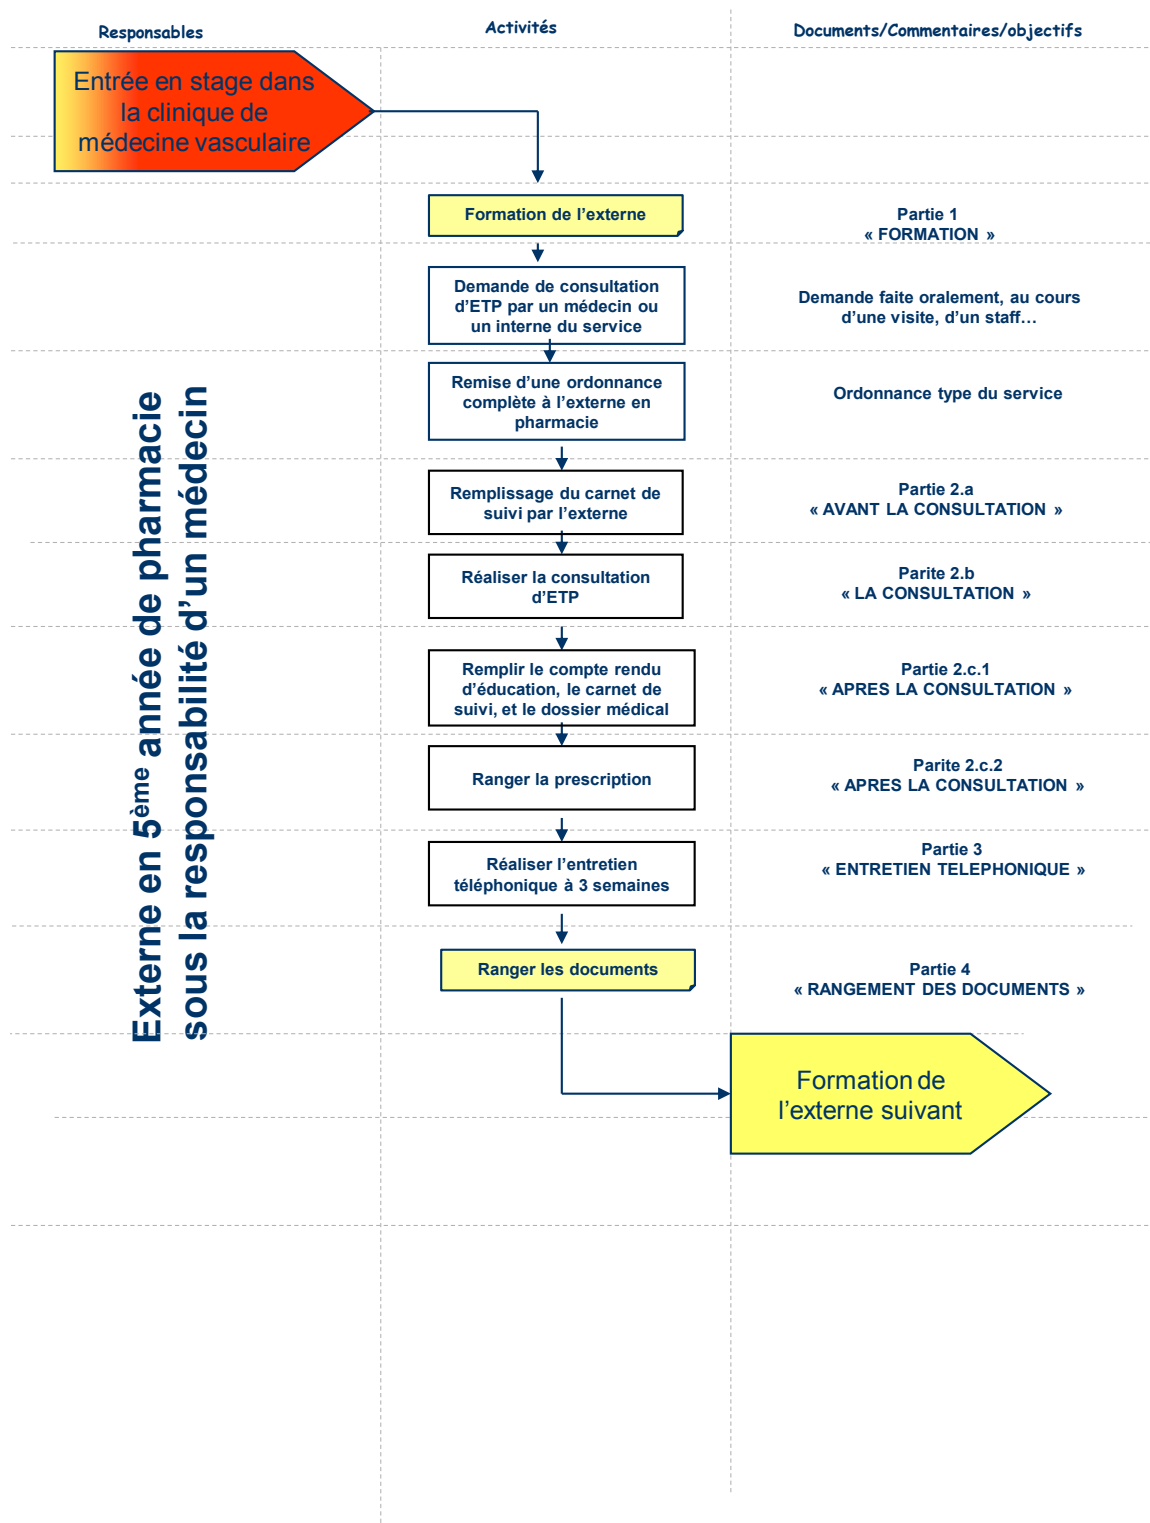 Responsables
Activités
Documents/Commentaires/objectifs
Entrée en stage dans
la clinique de
médecine vasculaire
Formation de l’externe
Partie 1
« FORMATION »
Demande de consultation
d’ETP par un médecin ou
un interne du service
Demande faite oralement, au cours
d’une visite, d’un staff…
Remise d’une ordonnance
complète à l’externe en
pharmacie
Ordonnance type du service
Externe en 5ème année de pharmacie
sous la responsabilité d’un médecin
Remplissage du carnet de
suivi par l’externe
Partie 2.a
« AVANT LA CONSULTATION »
Réaliser la consultation
d’ETP
Parite 2.b
« LA CONSULTATION »
Remplir le compte rendu
d’éducation, le carnet de
suivi, et le dossier médical
Partie 2.c.1
« APRES LA CONSULTATION »
Ranger la prescription
Parite 2.c.2
« APRES LA CONSULTATION »
Réaliser l’entretien
téléphonique à 3 semaines
Partie 3
« ENTRETIEN TELEPHONIQUE »
Ranger les documents
Partie 4
« RANGEMENT DES DOCUMENTS »
Formation de
l’externe suivant